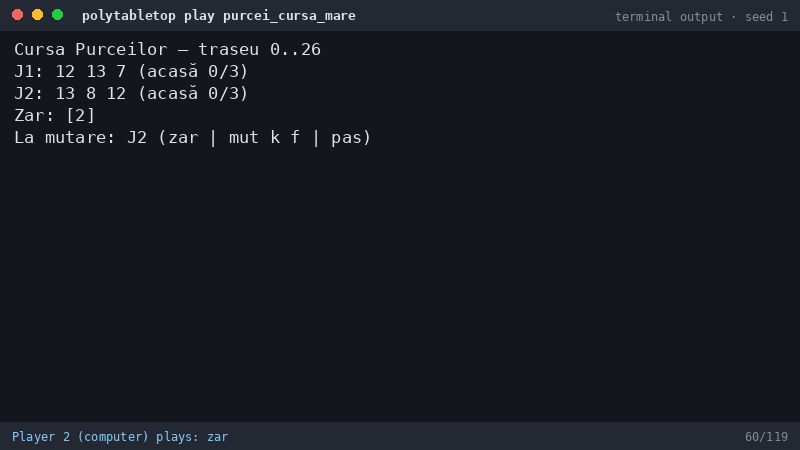 polytabletop play purcei_cursa_mare
terminal output · seed 1
Cursa Purceilor — traseu 0..26
J1: 12 13 7 (acasă 0/3)
J2: 13 8 12 (acasă 0/3)
Zar: [2]
La mutare: J2 (zar | mut k f | pas)
Player 2 (computer) plays: zar
60/119